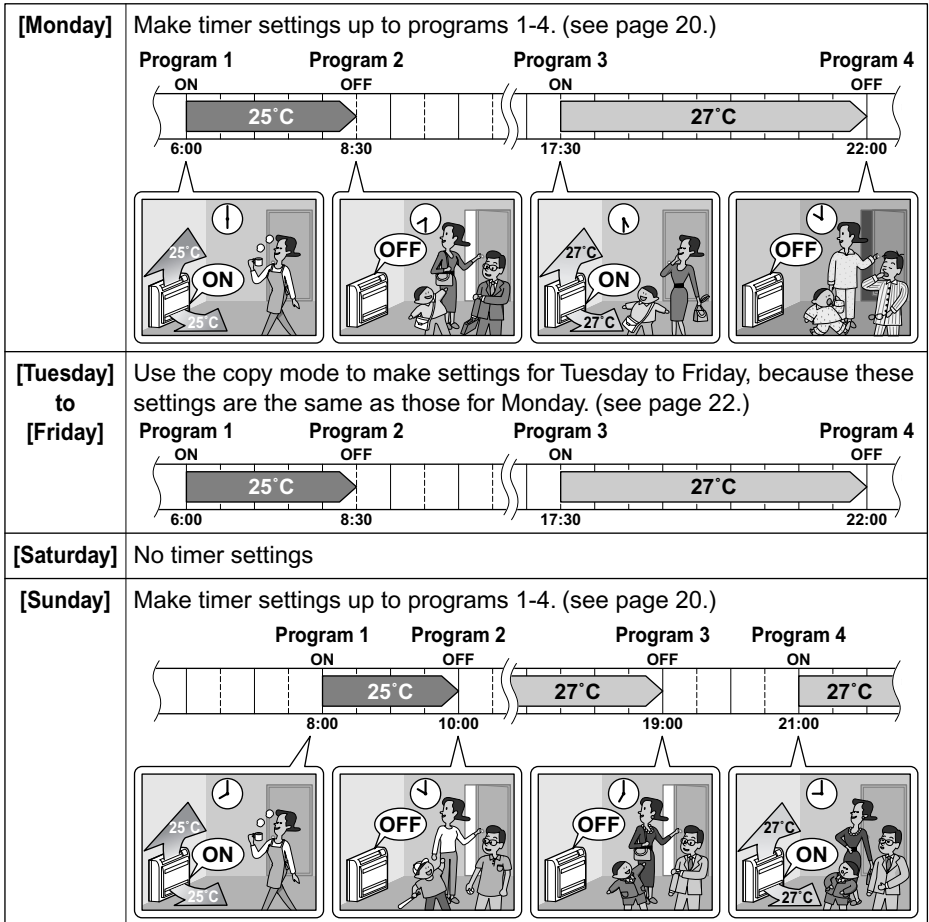 [Monday]
Make timer settings up to programs 1-4. (see page 20.)
Program 1 Program 2 Program 3 Program 4
ON OFF ON OFF
25˚C 27˚C
6:00 8:30 17:30 22:00
25˚C ON 25˚C
OFF
27˚C ON 27˚C
OFF
[Tuesday]
to
[Friday]
Use the copy mode to make settings for Tuesday to Friday, because these
settings are the same as those for Monday. (see page 22.)
Program 1 Program 2 Program 3 Program 4
ON OFF ON OFF
25˚C 27˚C
6:00 8:30 17:30 22:00
[Saturday]
No timer settings
[Sunday]
Make timer settings up to programs 1-4. (see page 20.)
Program 1 Program 2 Program 3 Program 4
ON OFF OFF ON
25˚C 27˚C 27˚C
8:00 10:00 19:00 21:00
25˚C ON 25˚C
OFF
OFF
27˚C ON 27˚C